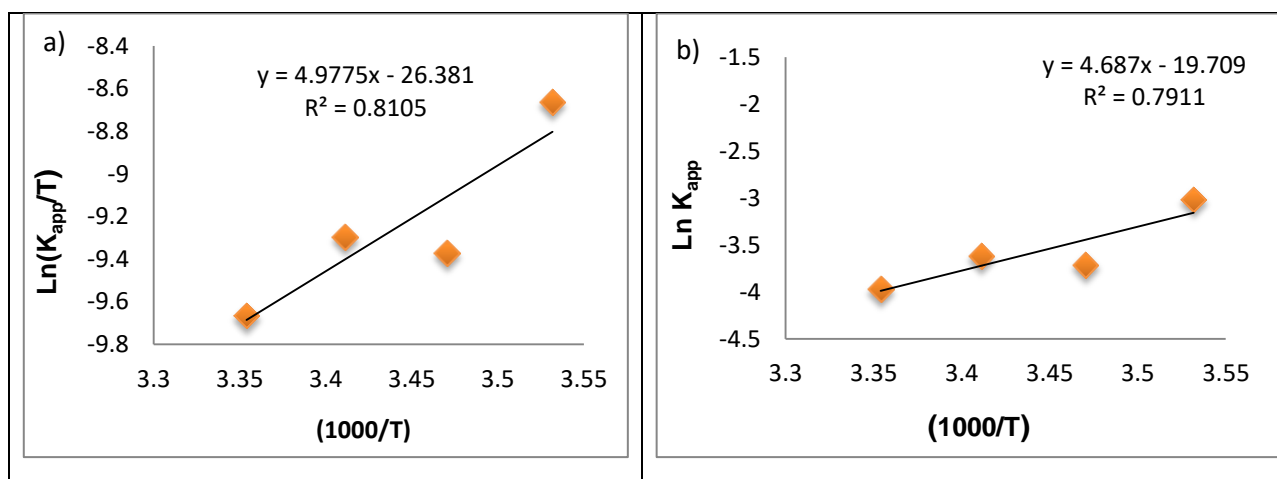 a)
y = 4.9775x - 26.381
R² = 0.8105
Ln(Kapp/T)
-8.4
-8.6
-8.8
-9
-9.2
-9.4
-9.6
-9.8
3.3 3.35 3.4 3.45 3.5 3.55
(1000/T)
b)
y = 4.687x - 19.709
R² = 0.7911
Ln Kapp
-1.5
-2
-2.5
-3
-3.5
-4
-4.5
3.3 3.35 3.4 3.45 3.5 3.55
(1000/T)